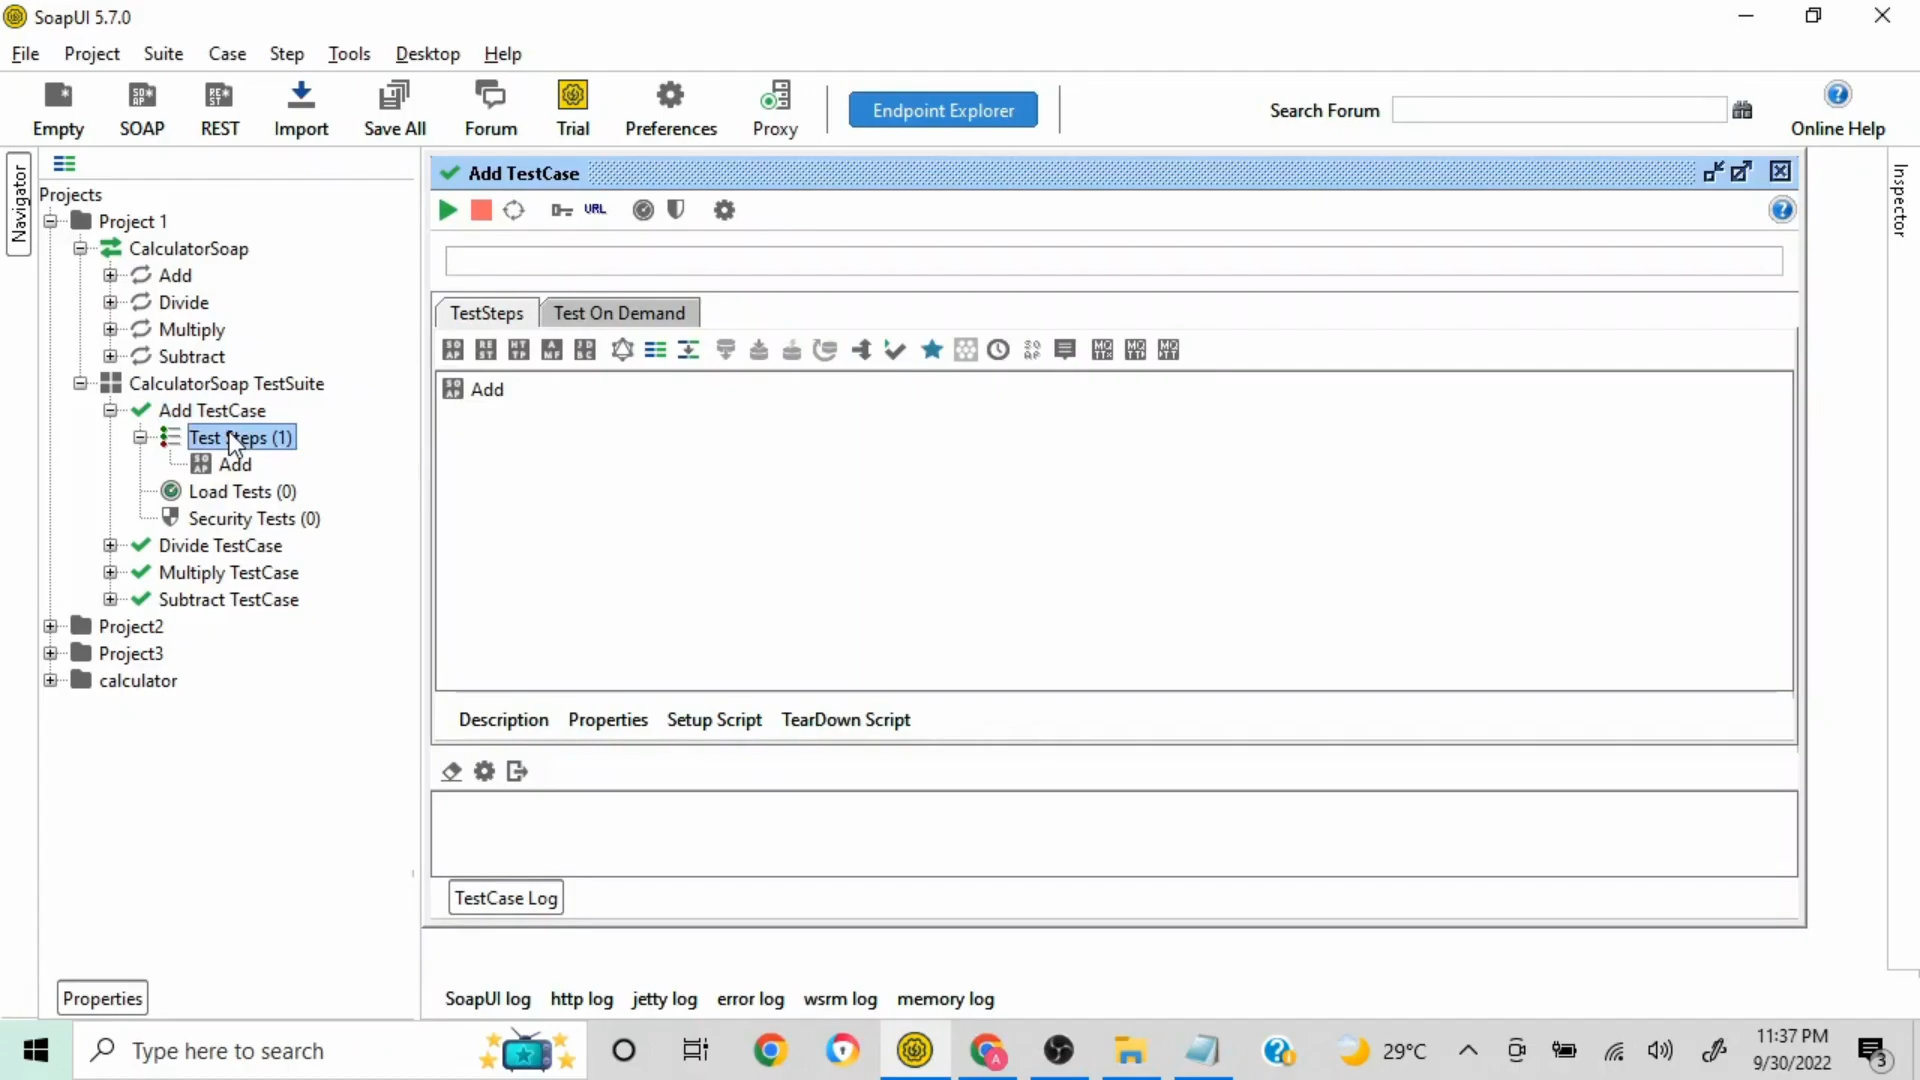 SoapUI 5.7.0
File Project Suite Case Step Tools Desktop Help
Empty SOAP REST Import Save All Forum Trial Preferences Proxy
Endpoint Explorer
Search Forum
Online Help
Navigator
Inspector
Projects
Project 1
CalculatorSoap
Add
Divide
Multiply
Subtract
CalculatorSoap TestSuite
Add TestCase
Test Steps (1)
Add
Load Tests (0)
Security Tests (0)
Divide TestCase
Multiply TestCase
Subtract TestCase
Project2
Project3
calculator
Properties
Add TestCase
URL
TestSteps Test On Demand
Add
Description Properties Setup Script TearDown Script
TestCase Log
SoapUI log http log jetty log error log wsrm log memory log
Type here to search
29°C
11:37 PM
9/30/2022
3